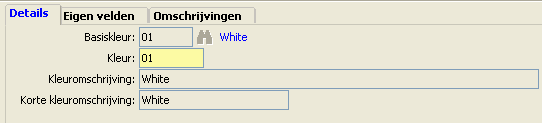 Details Eigen velden Omschrijvingen
Basiskleur: 01 White
Kleur: 01
Kleuromschrijving: White
Korte kleuromschrijving: White